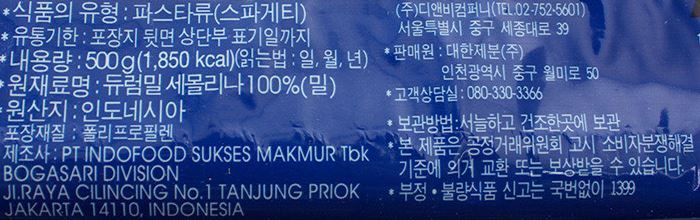 *식품의 유형 : 파스타류(스파게티)
*유통기한 : 포장지 뒷면 상단부 표기일까지
*내용량 : 500g(1,850 kcal)(읽는법 : 일, 월, 년)
*원재료명 : 듀럼밀 세몰리나100%(밀)
*원산지 : 인도네시아
포장재질 : 폴리프로필렌
제조사 : PT INDOFOOD SUKSES MAKMUR Tbk
BOGASARI DIVISION
Jl.RAYA CILINCING No.1 TANJUNG PRIOK
JAKARTA 14110, INDONESIA
(주)디앤비컴퍼니(TEL.02-752-5601)
서울특별시 중구 세종대로 39
*판매원 : 대한제분(주)
인천광역시 중구 월미로 50
*고객상담실 : 080-330-3366
*보관방법:서늘하고 건조한곳에 보관
*본 제품은 공정거래위원회 고시 소비자분쟁해결
기준에 의거 교환 또는 보상받을 수 있습니다.
*부정·불량식품 신고는 국번없이 1399